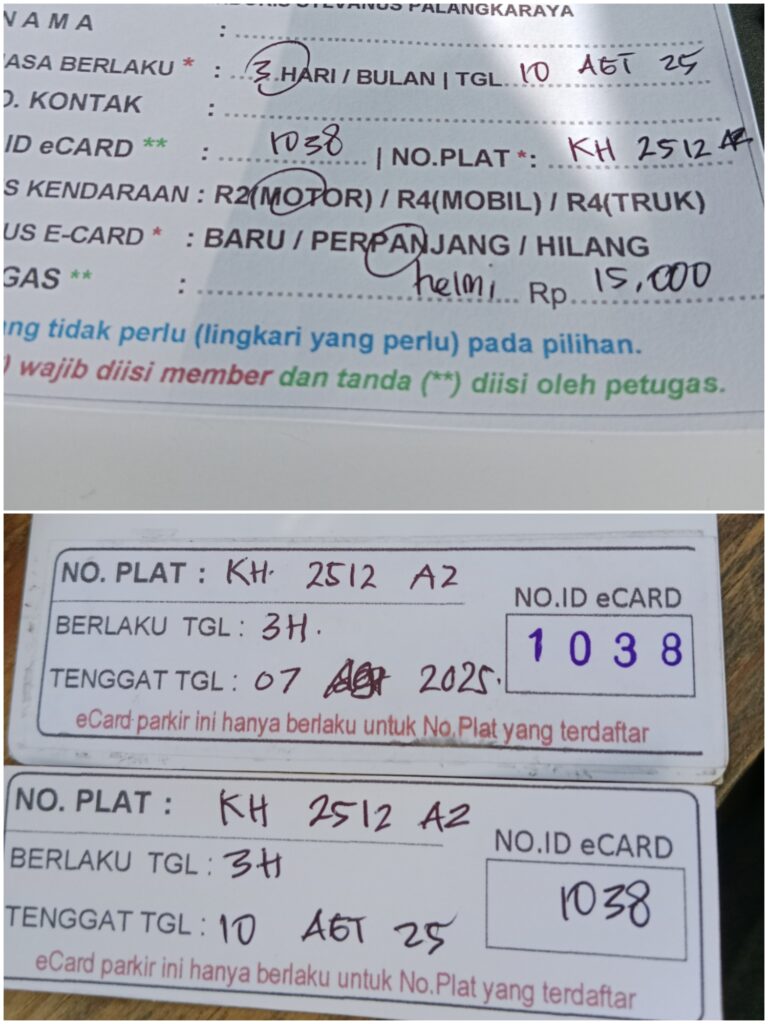 STEVANUS PALANGKARAYA
NAMA :
ASA BERLAKU * : 3 HARI / BULAN | TGL 10 AGT 25
O. KONTAK :
ID eCARD ** : 1038 | NO.PLAT *: KH 2512 AZ
S KENDARAAN : R2(MOTOR) / R4(MOBIL) / R4(TRUK)
US E-CARD * : BARU / PERPANJANG / HILANG
GAS ** : helmi Rp 15,000
ng tidak perlu (lingkari yang perlu) pada pilihan.
) wajib diisi member dan tanda (**) diisi oleh petugas.
NO. PLAT : KH 2512 AZ
NO.ID eCARD
1038
BERLAKU TGL : 3H.
TENGGAT TGL : 07 AGT 2025.
eCard parkir ini hanya berlaku untuk No.Plat yang terdaftar
NO. PLAT : KH 2512 AZ
NO.ID eCARD
1038
BERLAKU TGL : 3H
TENGGAT TGL : 10 AGT 25
eCard parkir ini hanya berlaku untuk No.Plat yang terdaftar